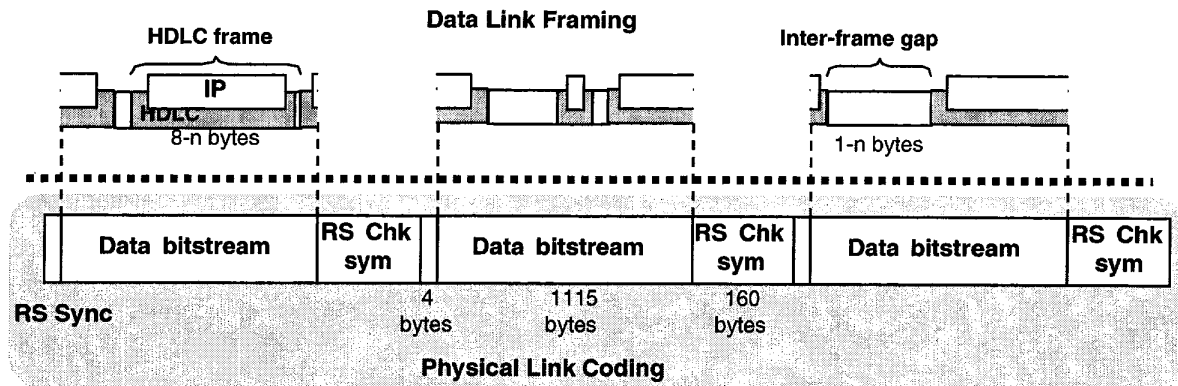 Data Link Framing
HDLC frame
Inter-frame gap
IP
HDLC
8-n bytes
1-n bytes
Data bitstream
RS Chk
sym
Data bitstream
RS Chk
sym
Data bitstream
RS Chk
sym
RS Sync
4
bytes
1115
bytes
160
bytes
Physical Link Coding